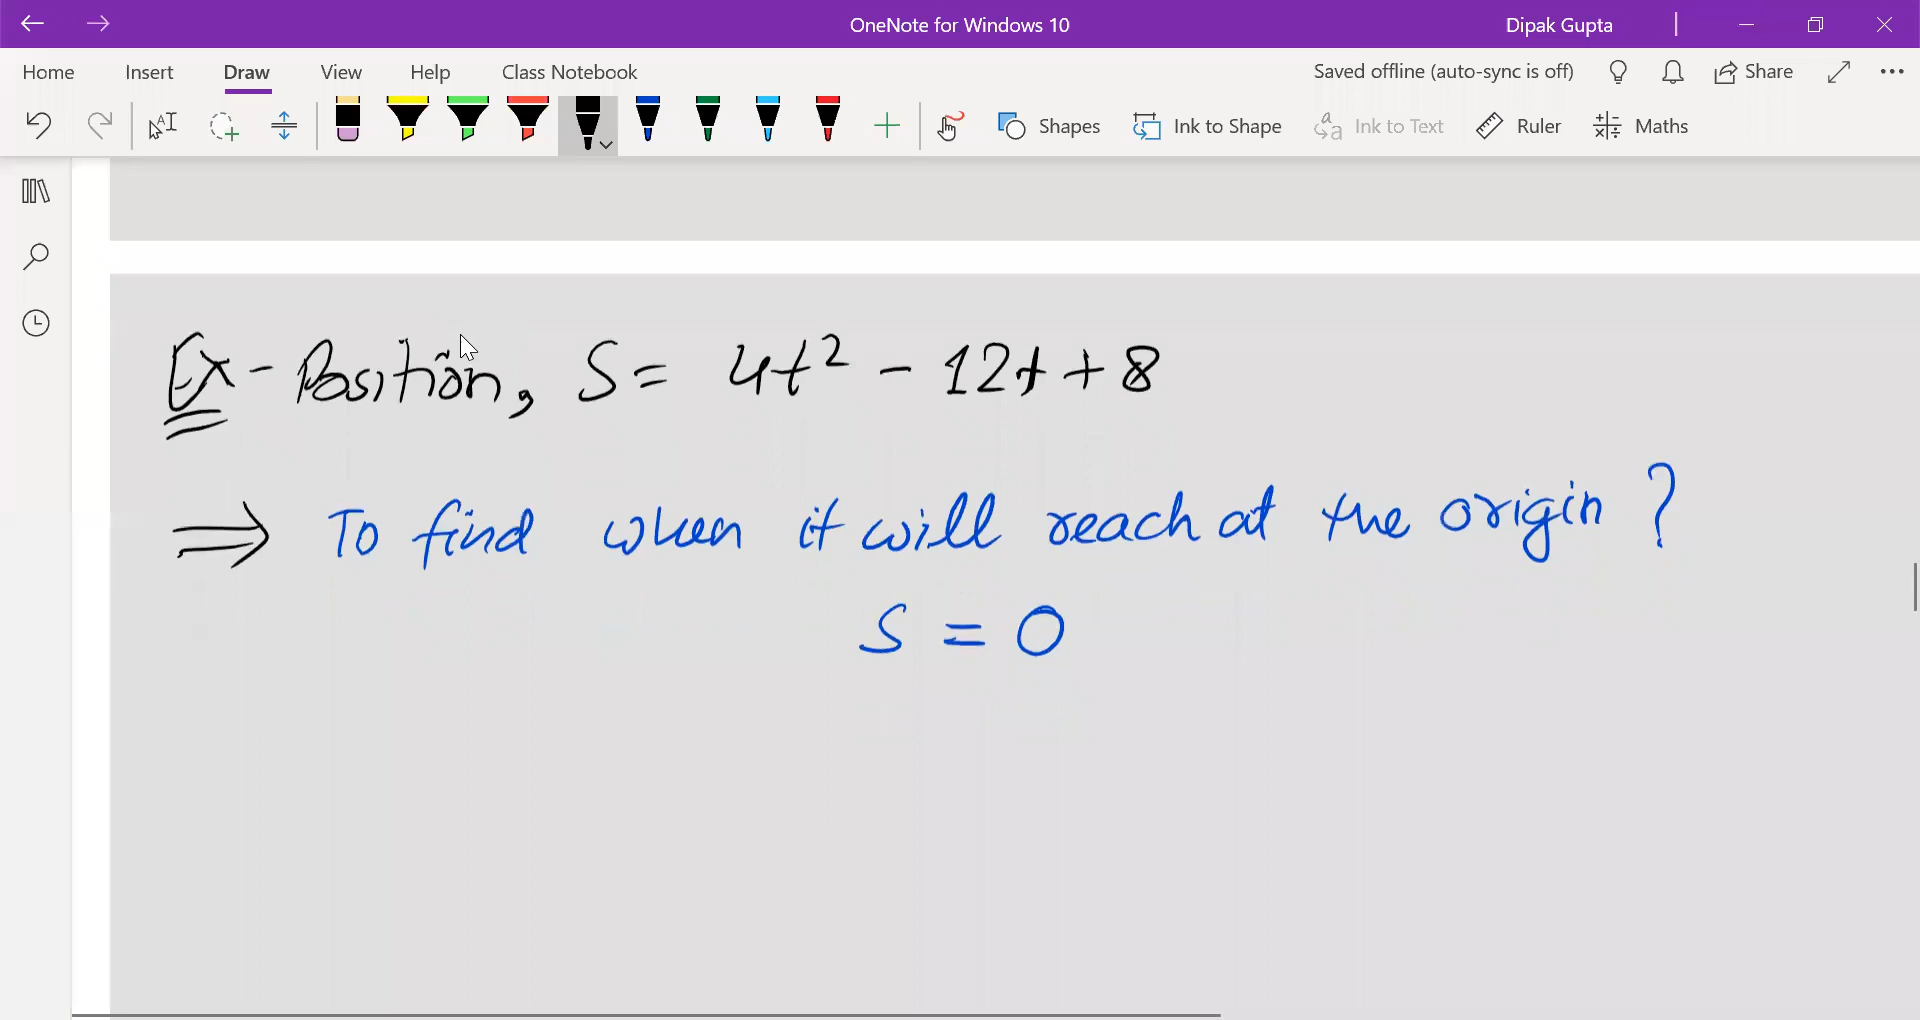 OneNote for Windows 10
Dipak Gupta
Home Insert Draw View Help Class Notebook
Saved offline (auto-sync is off) Share
Shapes Ink to Shape Ink to Text Ruler Maths
Ex - Position, S = 4t² - 12t + 8
⇒ To find when it will reach at the origin ?
S = 0